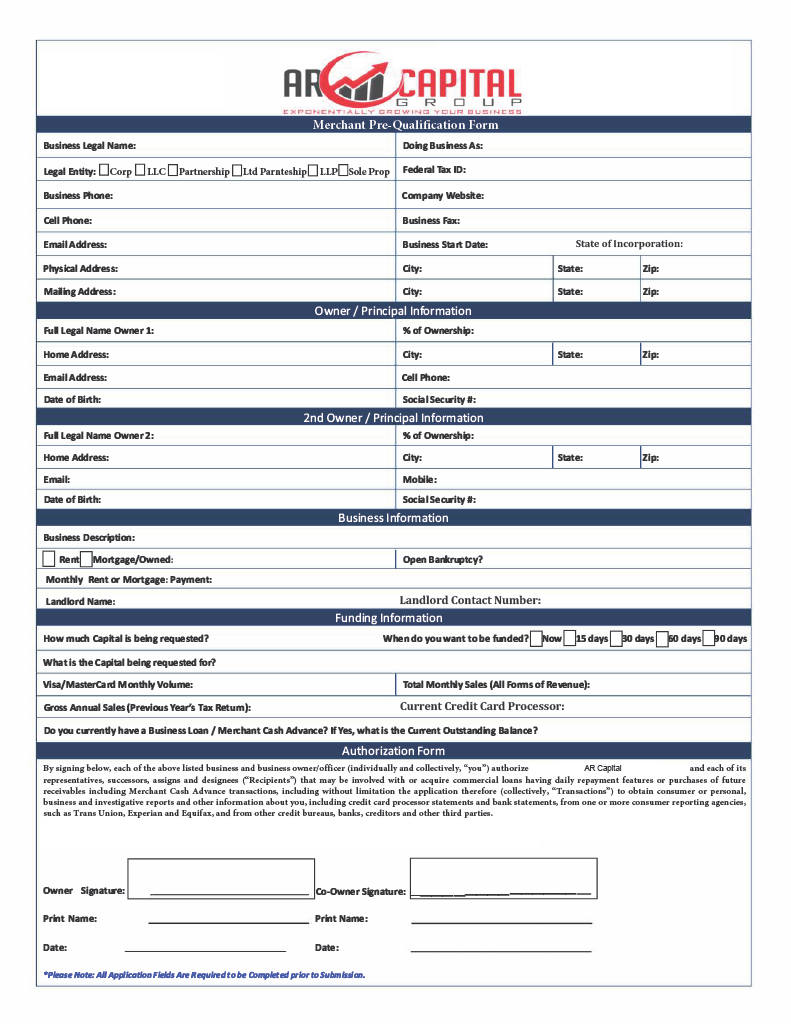 AR CAPITAL
GROUP
EXPONENTIALLY GROWING YOUR BUSINESS
Merchant Pre-Qualification Form
Business Legal Name: Doing Business As:
Legal Entity: Corp LLC Partnership Ltd Parnteship LLP Sole Prop Federal Tax ID:
Business Phone: Company Website:
Cell Phone: Business Fax:
Email Address: Business Start Date: State of Incorporation:
Physical Address: City: State: Zip:
Mailing Address: City: State: Zip:
Owner / Principal Information
Full Legal Name Owner 1: % of Ownership:
Home Address: City: State: Zip:
Email Address: Cell Phone:
Date of Birth: Social Security #:
2nd Owner / Principal Information
Full Legal Name Owner 2: % of Ownership:
Home Address: City: State: Zip:
Email: Mobile:
Date of Birth: Social Security #:
Business Information
Business Description:
Rent Mortgage/Owned: Open Bankruptcy?
Monthly Rent or Mortgage: Payment:
Landlord Name: Landlord Contact Number:
Funding Information
How much Capital is being requested? When do you want to be funded? Now 15 days 30 days 60 days 90 days
What is the Capital being requested for?
Visa/MasterCard Monthly Volume: Total Monthly Sales (All Forms of Revenue):
Gross Annual Sales (Previous Year's Tax Return): Current Credit Card Processor:
Do you currently have a Business Loan / Merchant Cash Advance? If Yes, what is the Current Outstanding Balance?
Authorization Form
By signing below, each of the above listed business and business owner/officer (individually and collectively, “you”) authorize AR Capital and each of its
representatives, successors, assigns and designees (“Recipients”) that may be involved with or acquire commercial loans having daily repayment features or purchases of future
receivables including Merchant Cash Advance transactions, including without limitation the application therefore (collectively, “Transactions”) to obtain consumer or personal,
business and investigative reports and other information about you, including credit card processor statements and bank statements, from one or more consumer reporting agencies,
such as Trans Union, Experian and Equifax, and from other credit bureaus, banks, creditors and other third parties.
Owner Signature: Co-Owner Signature:
Print Name: Print Name:
Date: Date:
*Please Note: All Application Fields Are Required to be Completed prior to Submission.